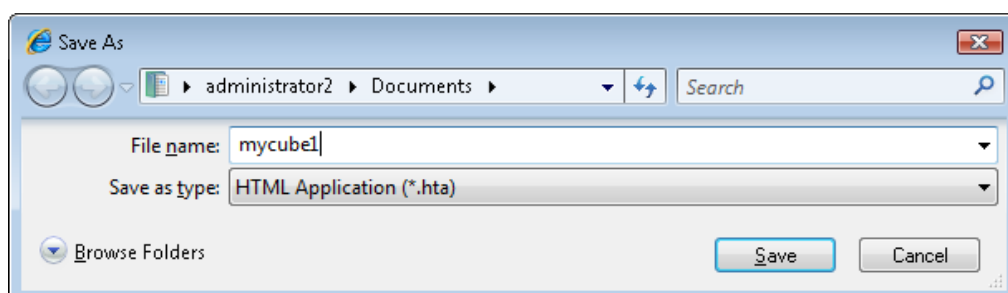 Save As
administrator2 Documents Search
File name: mycube1
Save as type: HTML Application (*.hta)
Browse Folders Save Cancel